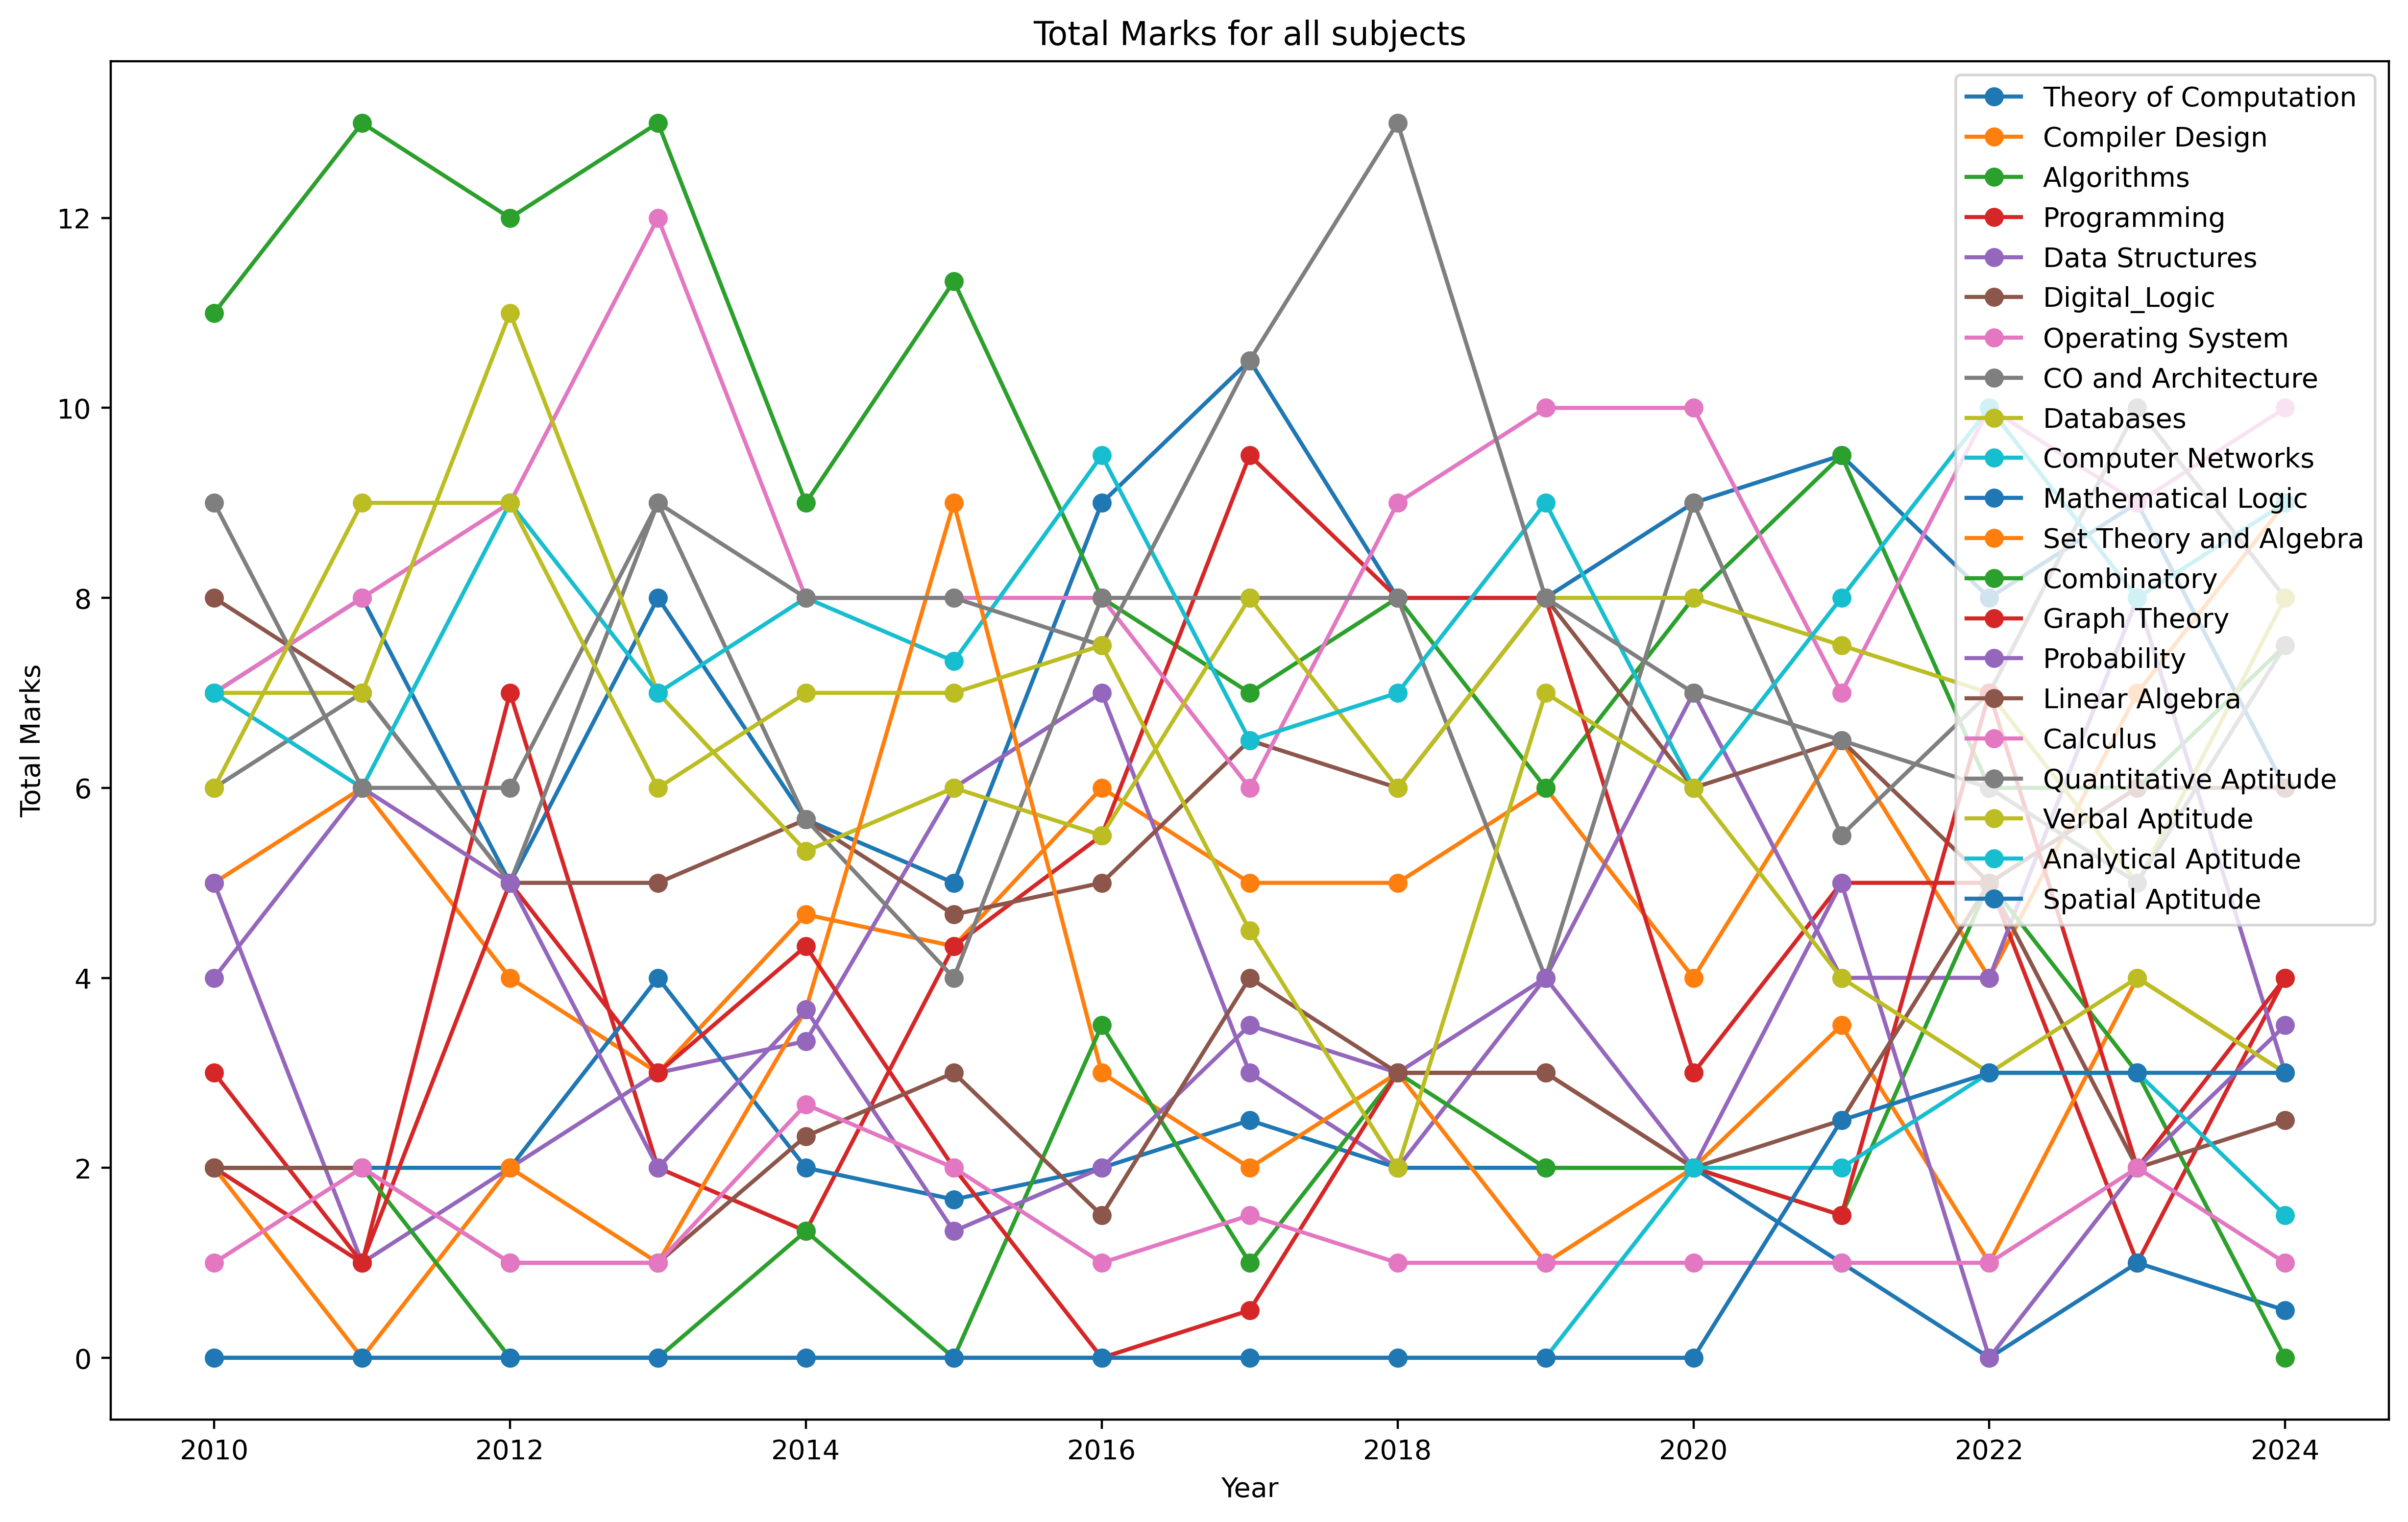 Total Marks for all subjects
Theory of Computation
Compiler Design
Algorithms
Programming
Data Structures
Digital_Logic
Operating System
CO and Architecture
Databases
Computer Networks
Mathematical Logic
Set Theory and Algebra
Combinatory
Graph Theory
Probability
Linear Algebra
Calculus
Quantitative Aptitude
Verbal Aptitude
Analytical Aptitude
Spatial Aptitude
Total Marks
12
10
8
6
4
2
0
2010 2012 2014 2016 2018 2020 2022 2024
Year